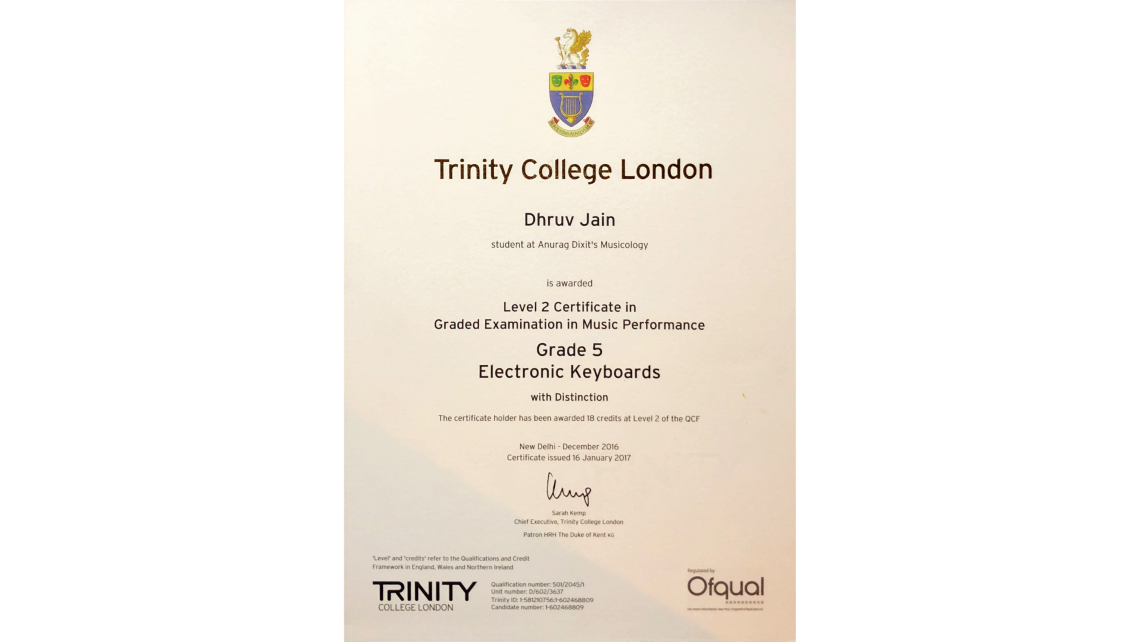 Trinity College London
Dhruv Jain
student at Anurag Dixit's Musicology
is awarded
Level 2 Certificate in
Graded Examination in Music Performance
Grade 5
Electronic Keyboards
with Distinction
The certificate holder has been awarded 18 credits at Level 2 of the QCF
New Delhi - December 2016
Certificate issued 16 January 2017
Sarah Kemp
Chief Executive, Trinity College London
Patron HRH The Duke of Kent KG
'Level' and 'credits' refer to the Qualifications and Credit
Framework in England, Wales and Northern Ireland
TRINITY
COLLEGE LONDON
Qualification number: 501/2045/1
Unit number: D/602/3637
Trinity ID: 1-581210756:1-602468809
Candidate number: 1-602468809
Regulated by
Ofqual